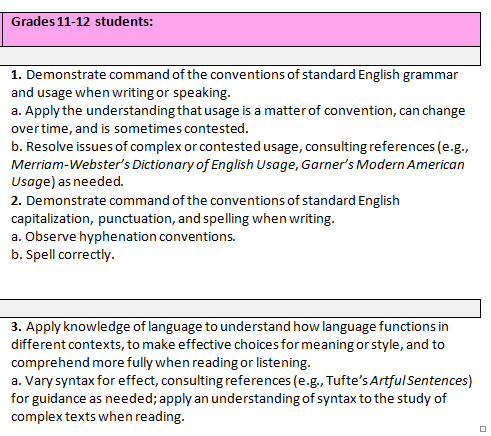 Grades 11-12 students:
1. Demonstrate command of the conventions of standard English grammar
and usage when writing or speaking.
a. Apply the understanding that usage is a matter of convention, can change
over time, and is sometimes contested.
b. Resolve issues of complex or contested usage, consulting references (e.g.,
Merriam-Webster's Dictionary of English Usage, Garner's Modern American
Usage) as needed.
2. Demonstrate command of the conventions of standard English
capitalization, punctuation, and spelling when writing.
a. Observe hyphenation conventions.
b. Spell correctly.
3. Apply knowledge of language to understand how language functions in
different contexts, to make effective choices for meaning or style, and to
comprehend more fully when reading or listening.
a. Vary syntax for effect, consulting references (e.g., Tufte's Artful Sentences)
for guidance as needed; apply an understanding of syntax to the study of
complex texts when reading.